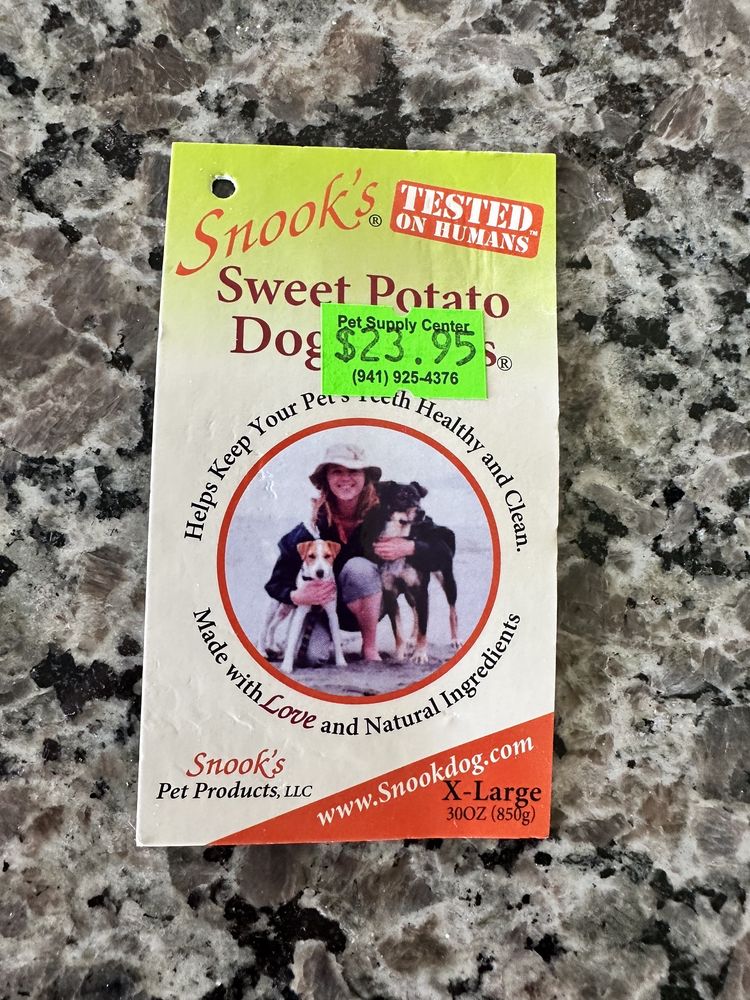 Snook's®
TESTED
ON HUMANS™
Sweet Potato
Pet Supply Center
$23.95
(941) 925-4376
Helps Keep Your Pet's Teeth Healthy and Clean.
Made with Love and Natural Ingredients
Snook's
Pet Products, LLC
www.Snookdog.com
X-Large
30OZ (850g)